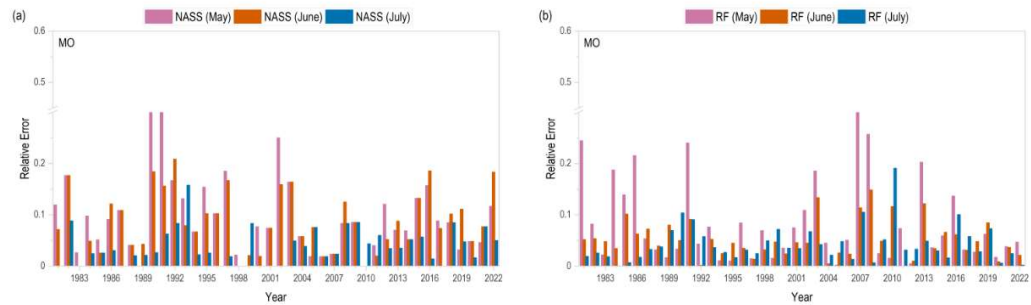 (a)
NASS (May) NASS (June) NASS (July)
MO
0.6
0.5
0.2
0.1
0
Relative Error
1983 1986 1989 1992 1995 1998 2001 2004 2007 2010 2013 2016 2019 2022
Year
(b)
RF (May) RF (June) RF (July)
MO
0.6
0.5
0.2
0.1
0
Relative Error
1983 1986 1989 1992 1995 1998 2001 2004 2007 2010 2013 2016 2019 2022
Year